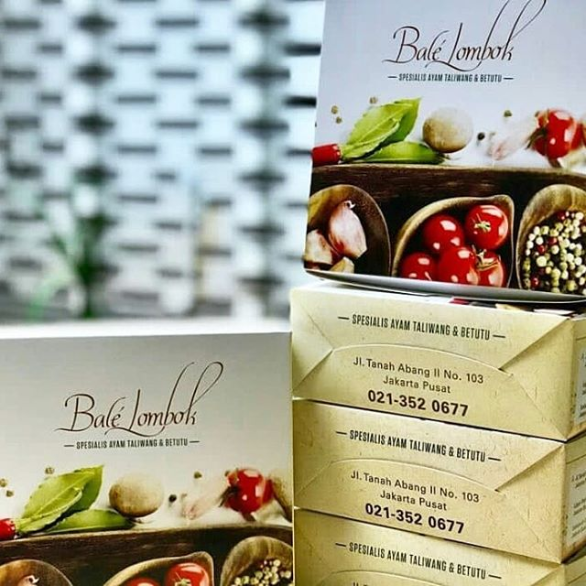 Balé Lombok
SPESIALIS AYAM TALIWANG & BETUTU
SPESIALIS AYAM TALIWANG & BETUTU
Jl. Tanah Abang II No. 103
Jakarta Pusat
021-352 0677
Balé Lombok
SPESIALIS AYAM TALIWANG & BETUTU
SPESIALIS AYAM TALIWANG & BETUTU
Jl. Tanah Abang II No. 103
Jakarta Pusat
021-352 0677
SPESIALIS AYAM TALIWANG & BETUTU